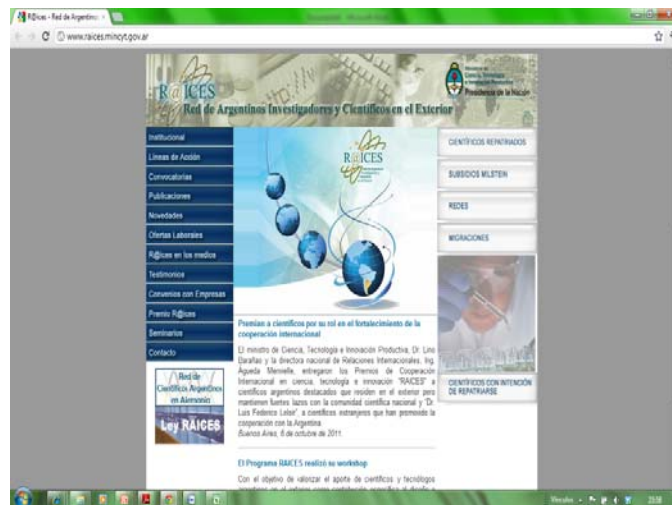 R@ices - Red de Argentinos
www.raices.mincyt.gov.ar
R@ICES
Red de Argentinos Investigadores y Científicos en el Exterior
Ministerio de
Ciencia, Tecnología
e Innovación Productiva
Presidencia de la Nación
Institucional
Líneas de Acción
Convocatorias
Publicaciones
Novedades
Ofertas Laborales
R@ices en los medios
Testimonios
Convenios con Empresas
Premio R@ices
Seminarios
Contacto
Red de
Científicos Argentinos
en Alemania
Ley RAICES
R@ICES
Premian a científicos por su rol en el fortalecimiento de la
cooperación internacional
El ministro de Ciencia, Tecnología e Innovación Productiva, Dr. Lino
Barañao y la directora nacional de Relaciones Internacionales, Ing.
Águeda Menvielle, entregaron los Premios de Cooperación
Internacional en ciencia, tecnología e innovación "RAICES" a
científicos argentinos destacados que residen en el exterior pero
mantienen fuertes lazos con la comunidad científica nacional y "Dr.
Luis Federico Leloir", a científicos extranjeros que han promovido la
cooperación con la Argentina.
Buenos Aires, 6 de octubre de 2011.
El Programa RAICES realizó su workshop
Con el objetivo de valorizar el aporte de científicos y tecnólogos
CIENTÍFICOS REPATRIADOS
SUBSIDIOS MILSTEIN
REDES
MIGRACIONES
CIENTÍFICOS CON INTENCIÓN
DE REPATRIARSE
Vínculos